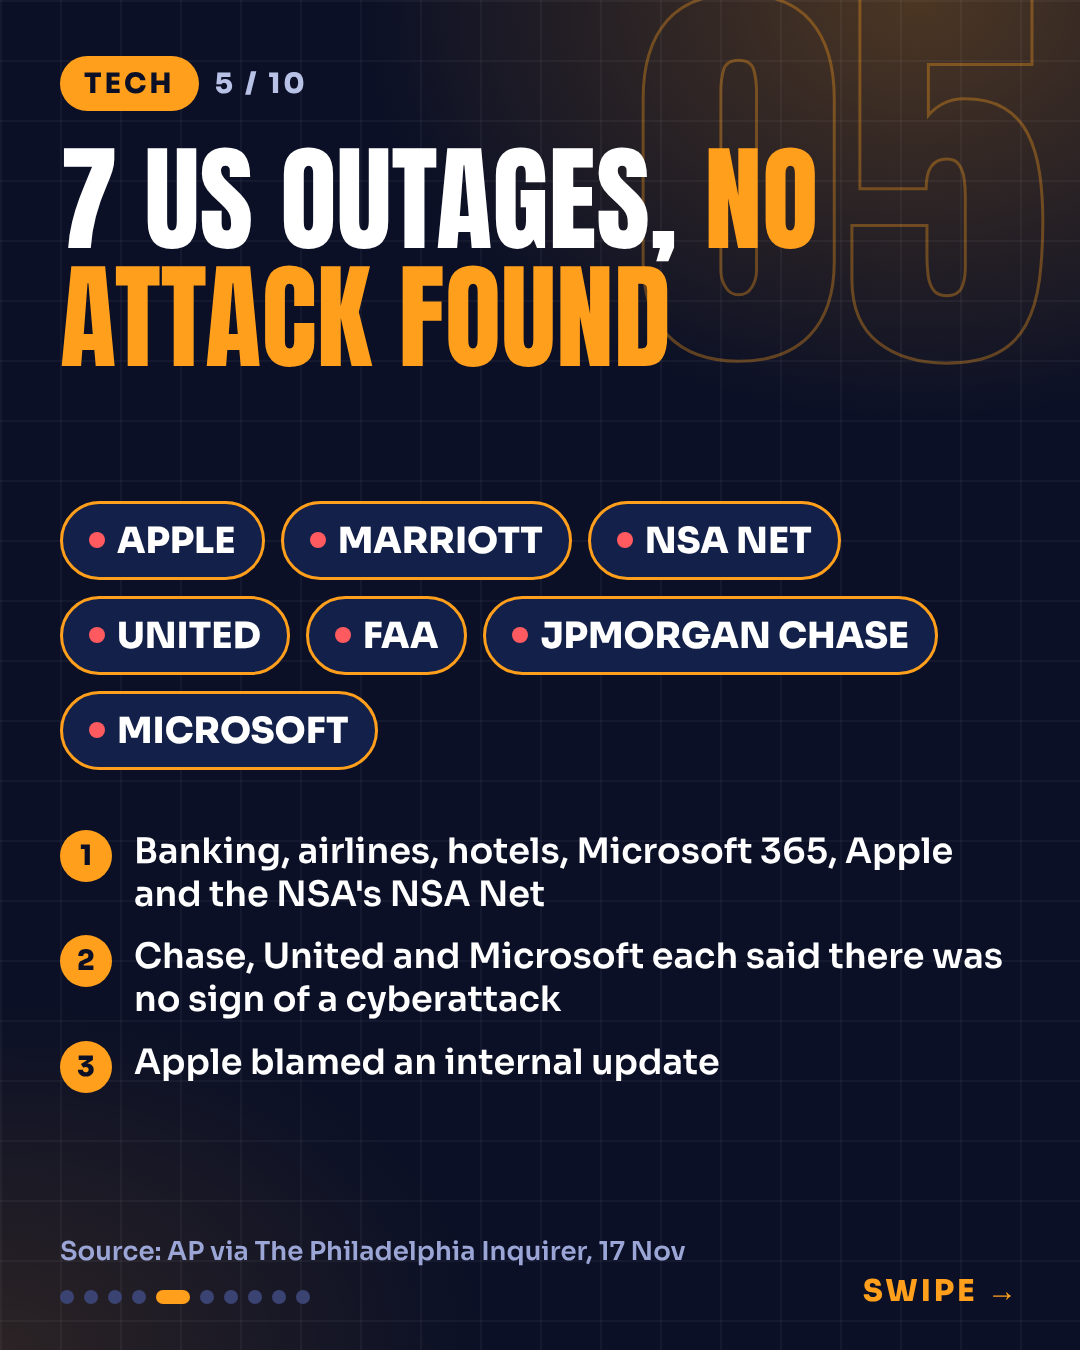 TECH 5 / 10
05
7 US OUTAGES, NO
ATTACK FOUND
APPLE MARRIOTT NSA NET
UNITED FAA JPMORGAN CHASE
MICROSOFT
1 Banking, airlines, hotels, Microsoft 365, Apple
and the NSA's NSA Net
2 Chase, United and Microsoft each said there was
no sign of a cyberattack
3 Apple blamed an internal update
Source: AP via The Philadelphia Inquirer, 17 Nov
SWIPE →